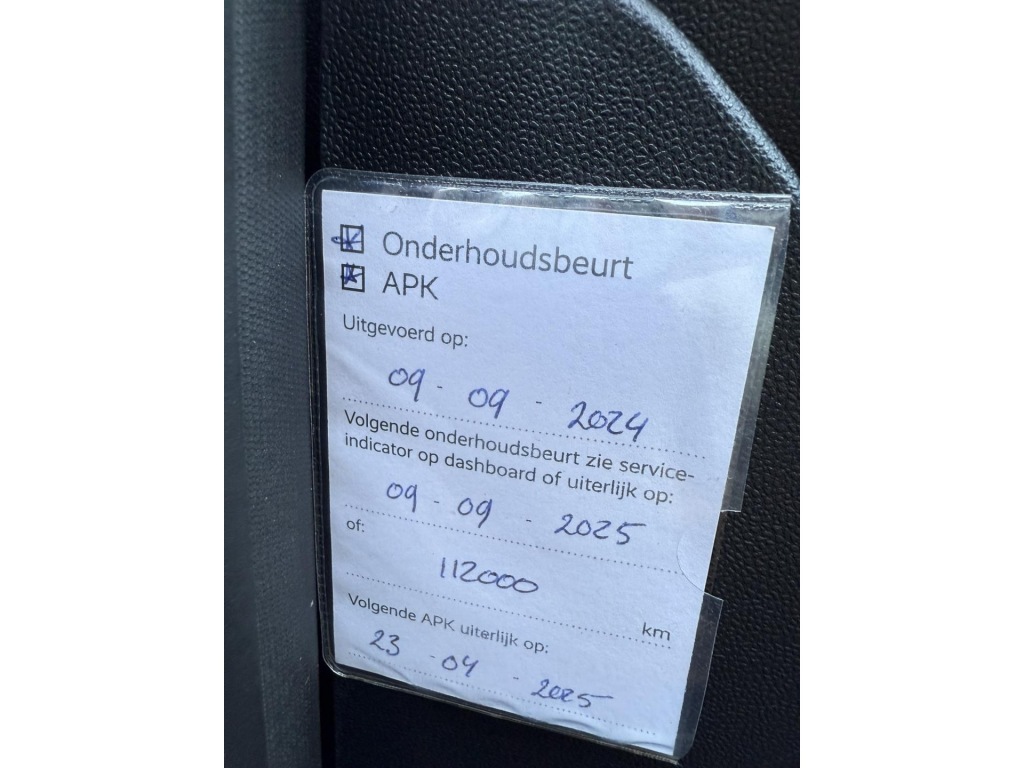 Onderhoudsbeurt
APK
Uitgevoerd op:
09 - 09 - 2024
Volgende onderhoudsbeurt zie service-
indicator op dashboard of uiterlijk op:
09 - 09 - 2025
of:
112000
km
Volgende APK uiterlijk op:
23 - 04 - 2025